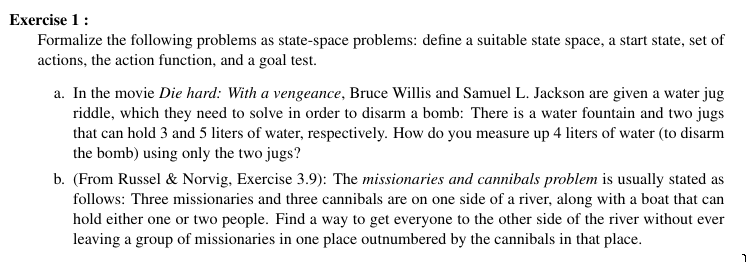 Exercise 1 :
Formalize the following problems as state-space problems: define a suitable state space, a start state, set of
actions, the action function, and a goal test.
a. In the movie Die hard: With a vengeance, Bruce Willis and Samuel L. Jackson are given a water jug
riddle, which they need to solve in order to disarm a bomb: There is a water fountain and two jugs
that can hold 3 and 5 liters of water, respectively. How do you measure up 4 liters of water (to disarm
the bomb) using only the two jugs?
b. (From Russel & Norvig, Exercise 3.9): The missionaries and cannibals problem is usually stated as
follows: Three missionaries and three cannibals are on one side of a river, along with a boat that can
hold either one or two people. Find a way to get everyone to the other side of the river without ever
leaving a group of missionaries in one place outnumbered by the cannibals in that place.